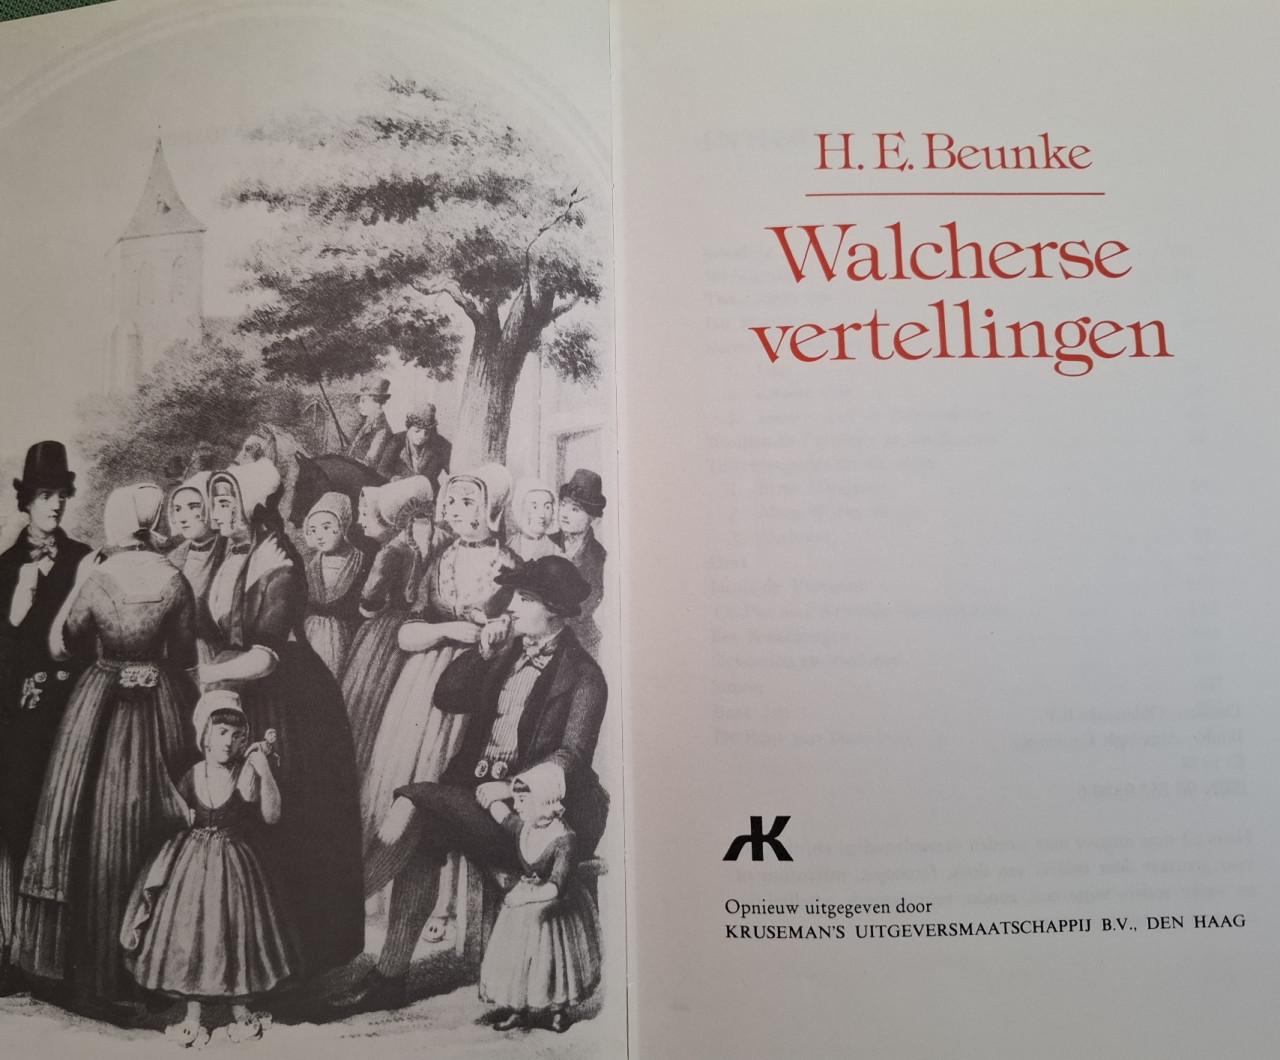 H. E. Beunke
Walcherse
vertellingen
K
Opnieuw uitgegeven door
KRUSEMAN'S UITGEVERSMAATSCHAPPIJ B.V., DEN HAAG